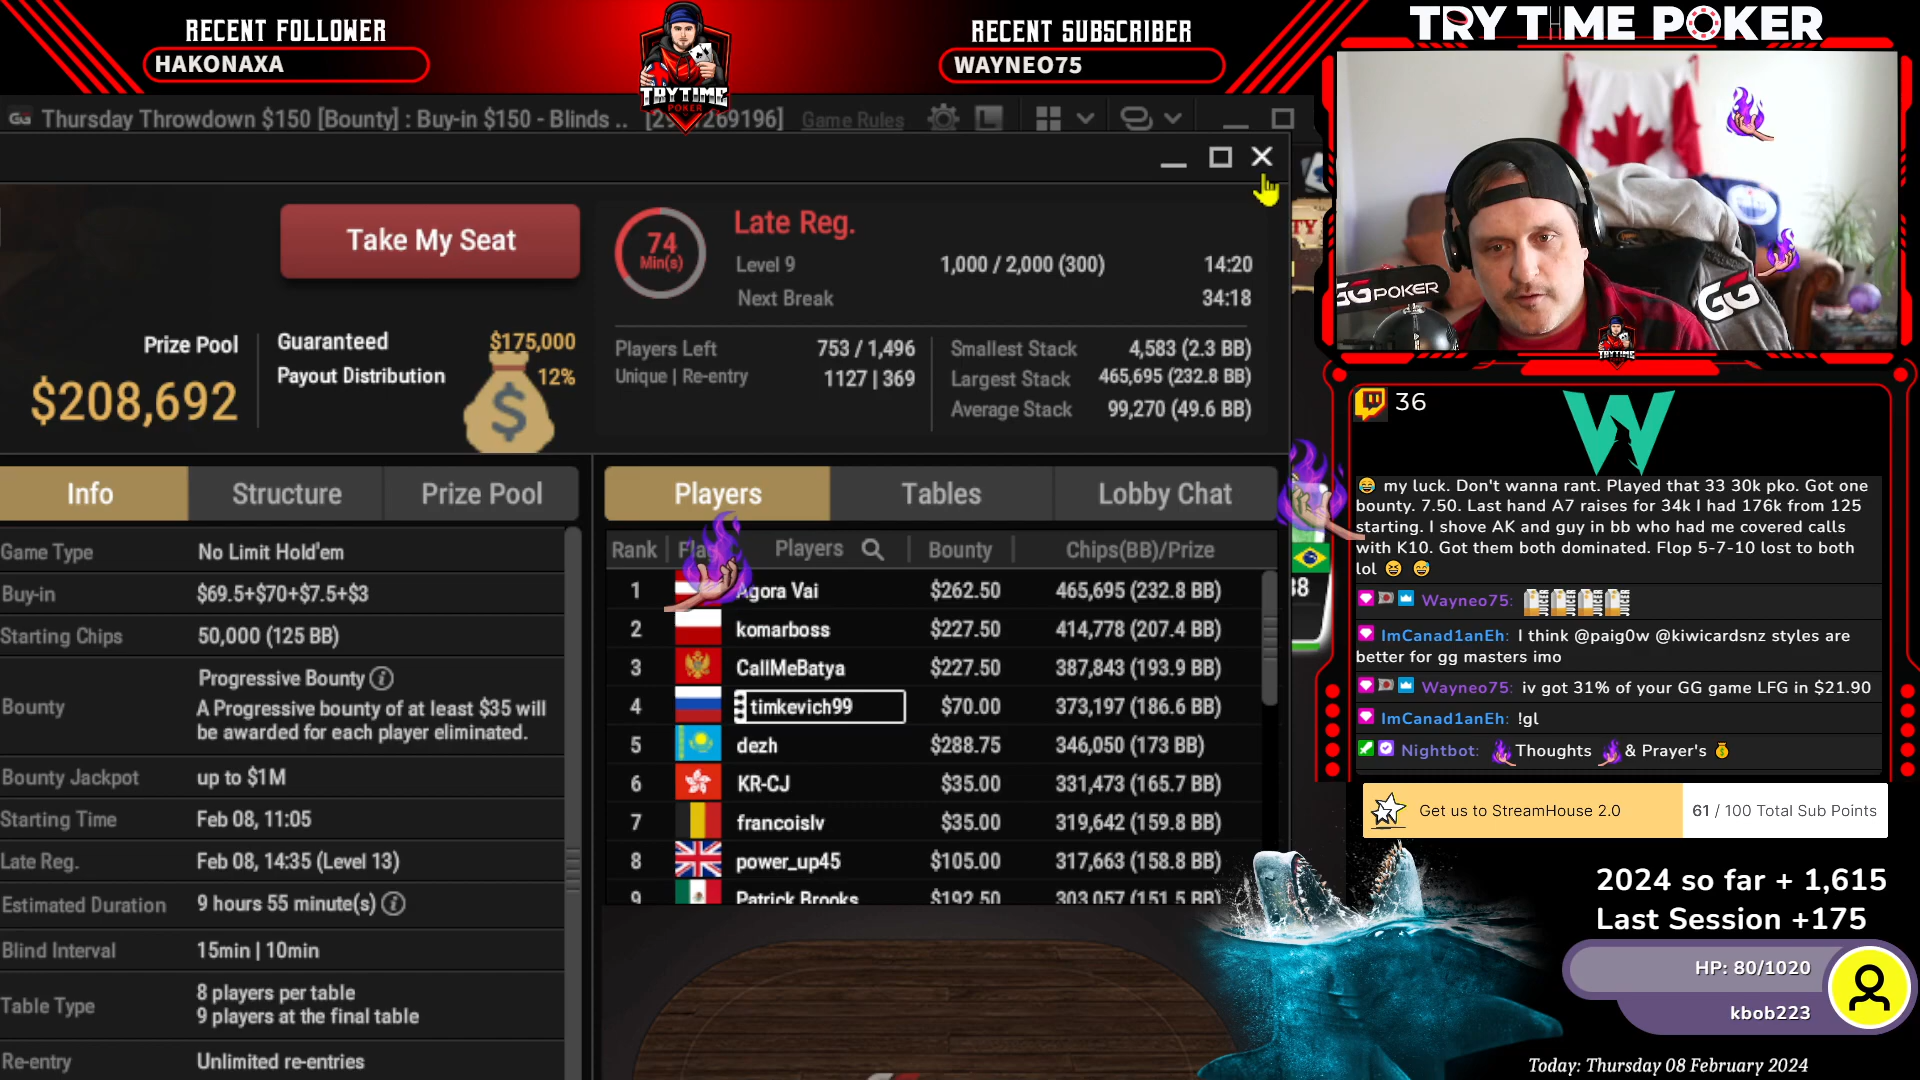 RECENT FOLLOWER
HAKONAXA
TRYTIME
POKER
RECENT SUBSCRIBER
WAYNEO75
TRY TIME POKER
GG Thursday Throwdown $150 [Bounty] : Buy-in $150 - Blinds .. 269196] Game Rules
Take My Seat
74
Min(s)
Late Reg.
Level 9 1,000 / 2,000 (300) 14:20
Next Break 34:18
Prize Pool
$208,692
Guaranteed $175,000
Payout Distribution 12%
Players Left 753 / 1,496
Unique | Re-entry 1127 | 369
Smallest Stack 4,583 (2.3 BB)
Largest Stack 465,695 (232.8 BB)
Average Stack 99,270 (49.6 BB)
Info Structure Prize Pool
Players Tables Lobby Chat
Game Type No Limit Hold'em
Buy-in $69.5+$70+$7.5+$3
Starting Chips 50,000 (125 BB)
Bounty Progressive Bounty
A Progressive bounty of at least $35 will
be awarded for each player eliminated.
Bounty Jackpot up to $1M
Starting Time Feb 08, 11:05
Late Reg. Feb 08, 14:35 (Level 13)
Estimated Duration 9 hours 55 minute(s)
Blind Interval 15min | 10min
Table Type 8 players per table
9 players at the final table
Re-entry Unlimited re-entries
Rank Players Bounty Chips(BB)/Prize
1 Agora Vai $262.50 465,695 (232.8 BB)
2 komarboss $227.50 414,778 (207.4 BB)
3 CallMeBatya $227.50 387,843 (193.9 BB)
4 timkevich99 $70.00 373,197 (186.6 BB)
5 dezh $288.75 346,050 (173 BB)
6 KR-CJ $35.00 331,473 (165.7 BB)
7 francoislv $35.00 319,642 (159.8 BB)
8 power_up45 $105.00 317,663 (158.8 BB)
9 Patrick Brooks $192.50 303,057 (151.5 BB)
GGPOKER
GG
TRYTIME
36
my luck. Don't wanna rant. Played that 33 30k pko. Got one
bounty. 7.50. Last hand A7 raises for 34k I had 176k from 125
starting. I shove AK and guy in bb who had me covered calls
with K10. Got them both dominated. Flop 5-7-10 lost to both
lol
Wayneo75:
ImCanad1anEh: I think @paig0w @kiwicardsnz styles are
better for gg masters imo
Wayneo75: iv got 31% of your GG game LFG in $21.90
ImCanad1anEh: !gl
Nightbot: Thoughts & Prayer's
Get us to StreamHouse 2.0 61 / 100 Total Sub Points
2024 so far + 1,615
Last Session +175
HP: 80/1020
kbob223
Today: Thursday 08 February 2024